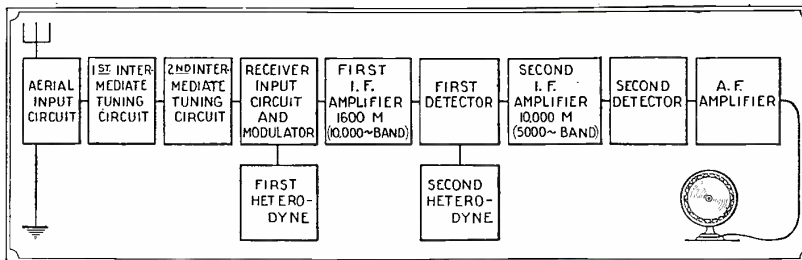 AERIAL
INPUT
CIRCUIT
1ST INTER-
MEDIATE
TUNING
CIRCUIT
2ND INTER-
MEDIATE
TUNING
CIRCUIT
RECEIVER
INPUT
CIRCUIT
AND
MODULATOR
FIRST
I.F.
AMPLIFIER
1600 M
(10,000~BAND)
FIRST
DETECTOR
SECOND
I.F.
AMPLIFIER
10,000 M
(5000~ BAND)
SECOND
DETECTOR
A.F.
AMPLIFIER
FIRST
HETERO-
DYNE
SECOND
HETERO-
DYNE